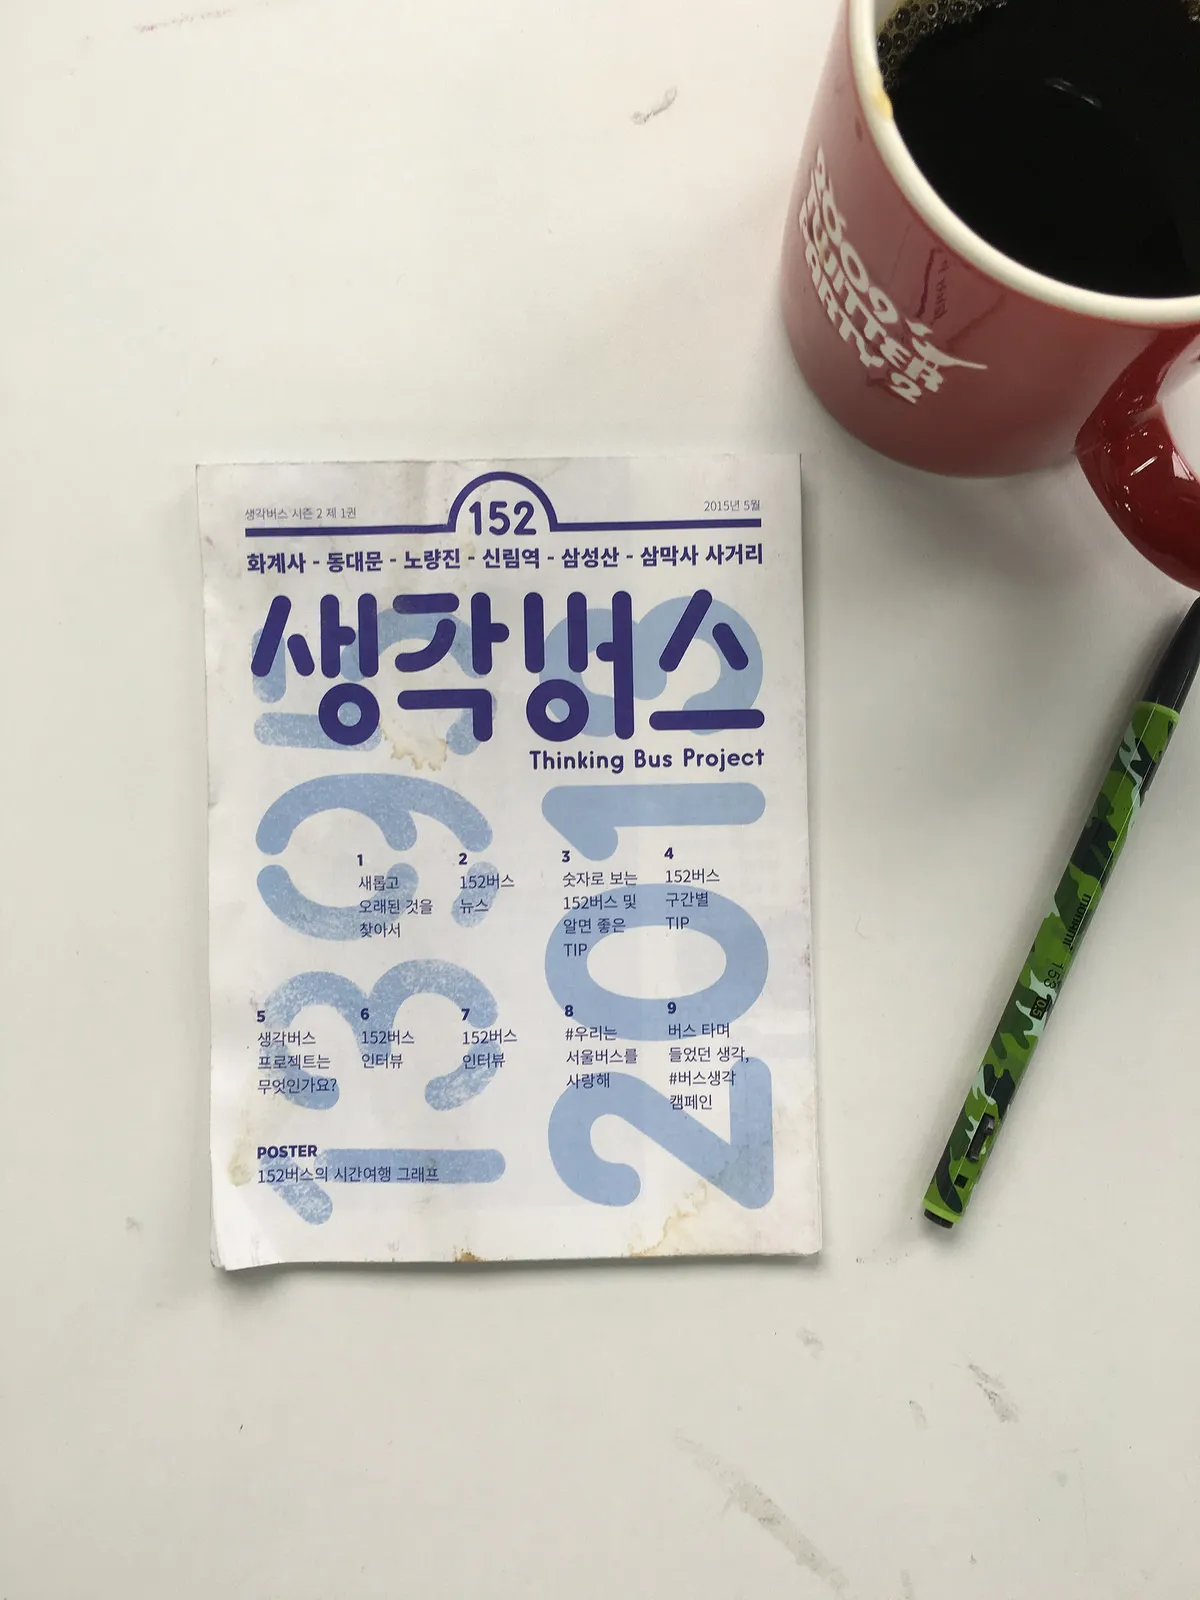 2009
TWITTER
PARTY 2
생각버스 시즌 2 제 1권
152
2015년 5월
화계사 - 동대문 - 노량진 - 신림역 - 삼성산 - 삼막사 사거리
생각버스
Thinking Bus Project
1
새롭고
오래된 것을
찾아서
2
152버스
뉴스
3
숫자로 보는
152버스 및
알면 좋은
TIP
4
152버스
구간별
TIP
5
생각버스
프로젝트는
무엇인가요?
6
152버스
인터뷰
7
152버스
인터뷰
8
#우리는
서울버스를
사랑해
9
버스 타며
들었던 생각,
#버스생각
캠페인
POSTER
152버스의 시간여행 그래프
monami 153 0.5